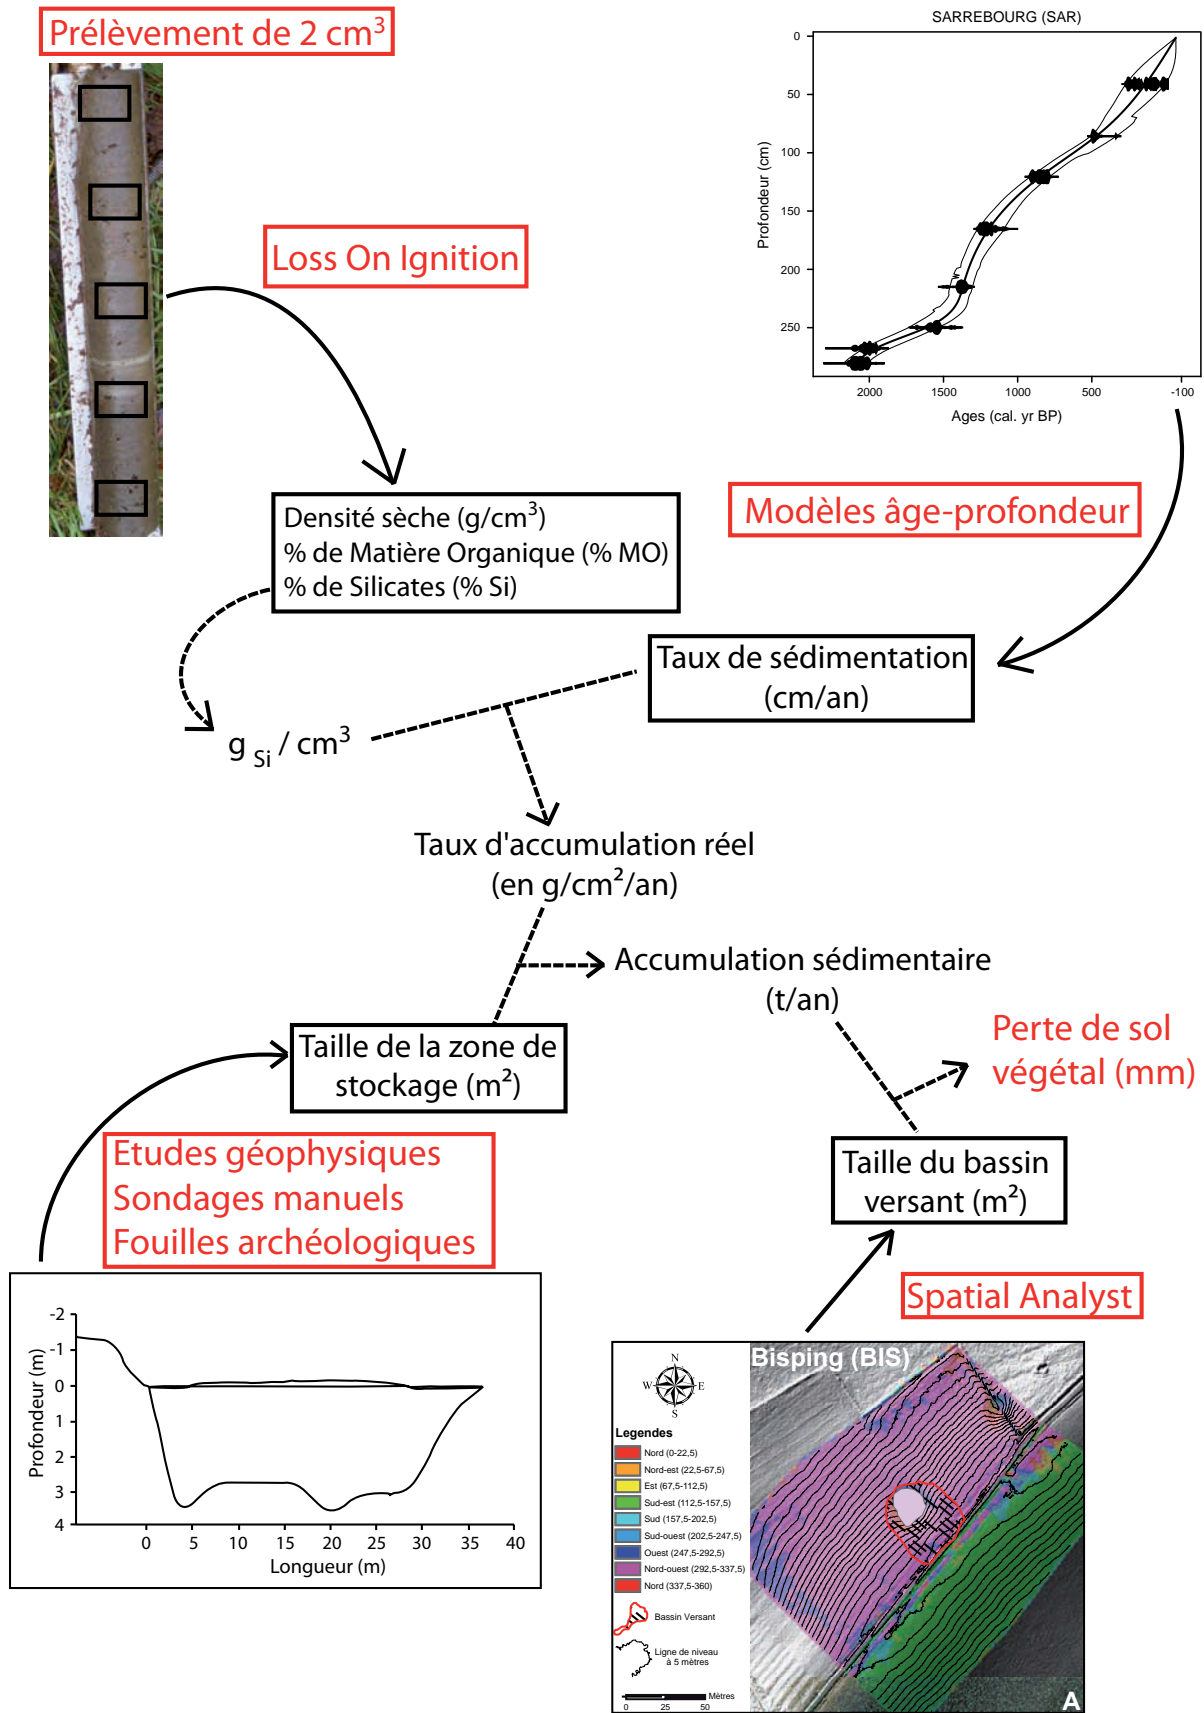 Prélèvement de 2 cm³
SARREBOURG (SAR)
Profondeur (cm)
0
50
100
150
200
250
2000 1500 1000 500 -100
Ages (cal. yr BP)
Loss On Ignition
Modèles âge-profondeur
Densité sèche (g/cm³)
% de Matière Organique (% MO)
% de Silicates (% Si)
Taux de sédimentation
(cm/an)
g Si / cm³
Taux d'accumulation réel
(en g/cm²/an)
Accumulation sédimentaire
(t/an)
Perte de sol
végétal (mm)
Taille de la zone de
stockage (m²)
Etudes géophysiques
Sondages manuels
Fouilles archéologiques
Taille du bassin
versant (m²)
Spatial Analyst
Profondeur (m)
-2
-1
0
1
2
3
4
0 5 10 15 20 25 30 35 40
Longueur (m)
Bisping (BIS)
N
W E
S
Legendes
Nord (0-22,5)
Nord-est (22,5-67,5)
Est (67,5-112,5)
Sud-est (112,5-157,5)
Sud (157,5-202,5)
Sud-ouest (202,5-247,5)
Ouest (247,5-292,5)
Nord-ouest (292,5-337,5)
Nord (337,5-360)
Bassin Versant
Ligne de niveau
à 5 mètres
Mètres
0 25 50
A